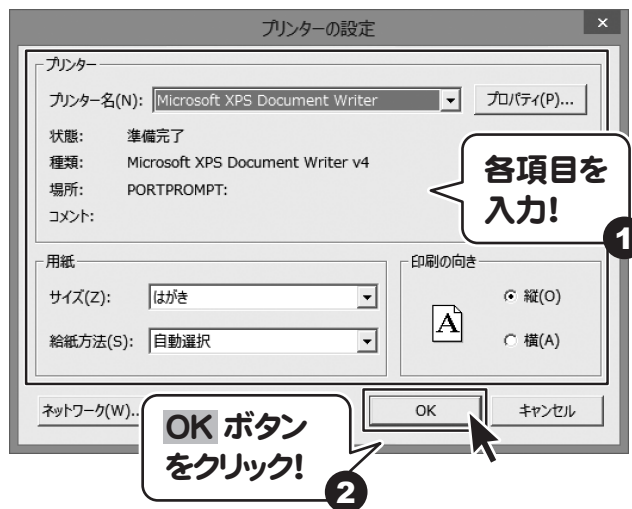 プリンターの設定
プリンター
プリンター名(N): Microsoft XPS Document Writer プロパティ(P)...
状態: 準備完了
種類: Microsoft XPS Document Writer v4
場所: PORTPROMPT:
コメント:
各項目を
入力!
1
用紙
サイズ(Z): はがき
給紙方法(S): 自動選択
印刷の向き
A
縦(O)
横(A)
ネットワーク(W)..
OK
キャンセル
OK ボタン
をクリック!
2